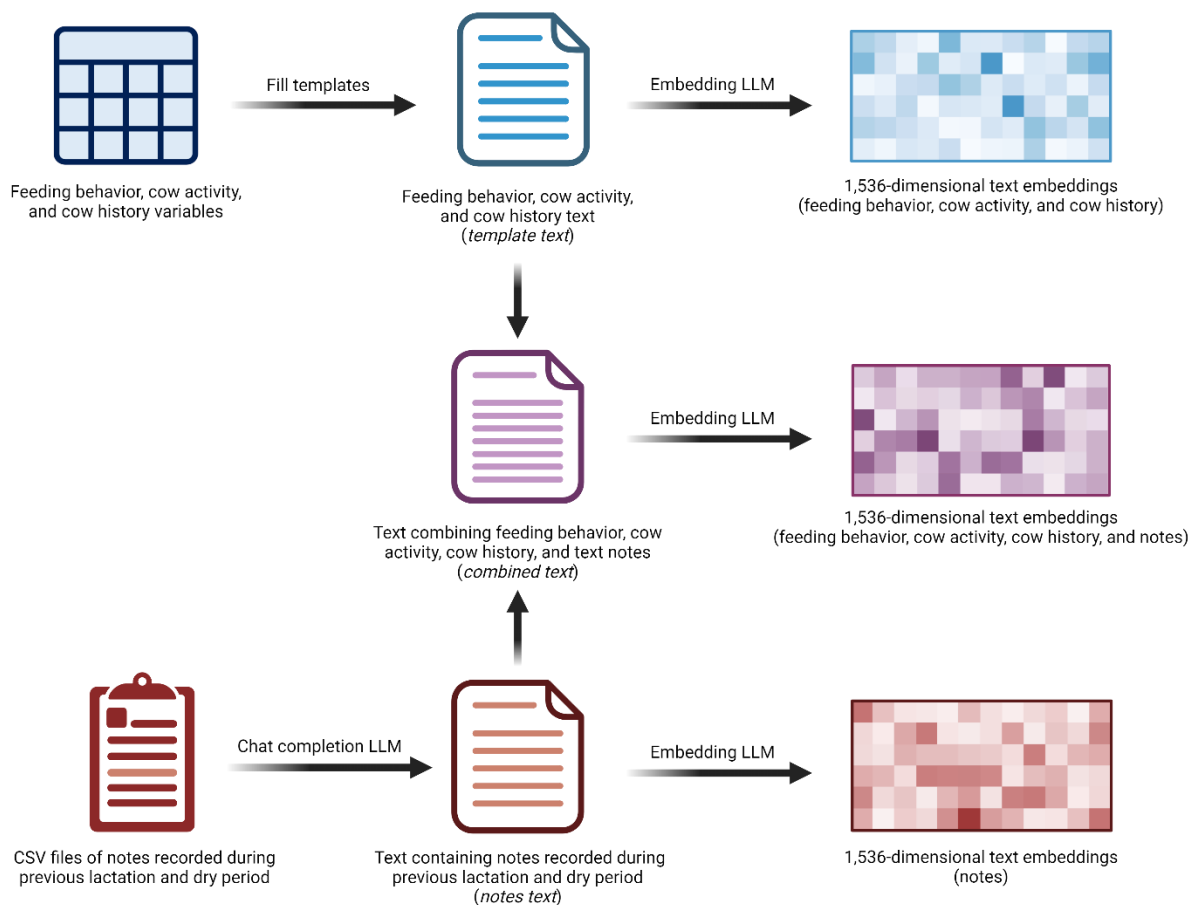 Fill templates
Embedding LLM
Feeding behavior, cow activity,
and cow history variables
Feeding behavior, cow activity,
and cow history text
(template text)
1,536-dimensional text embeddings
(feeding behavior, cow activity, and cow history)
Embedding LLM
Text combining feeding behavior, cow
activity, cow history, and text notes
(combined text)
1,536-dimensional text embeddings
(feeding behavior, cow activity, cow history, and notes)
Chat completion LLM
Embedding LLM
CSV files of notes recorded during
previous lactation and dry period
Text containing notes recorded during
previous lactation and dry period
(notes text)
1,536-dimensional text embeddings
(notes)